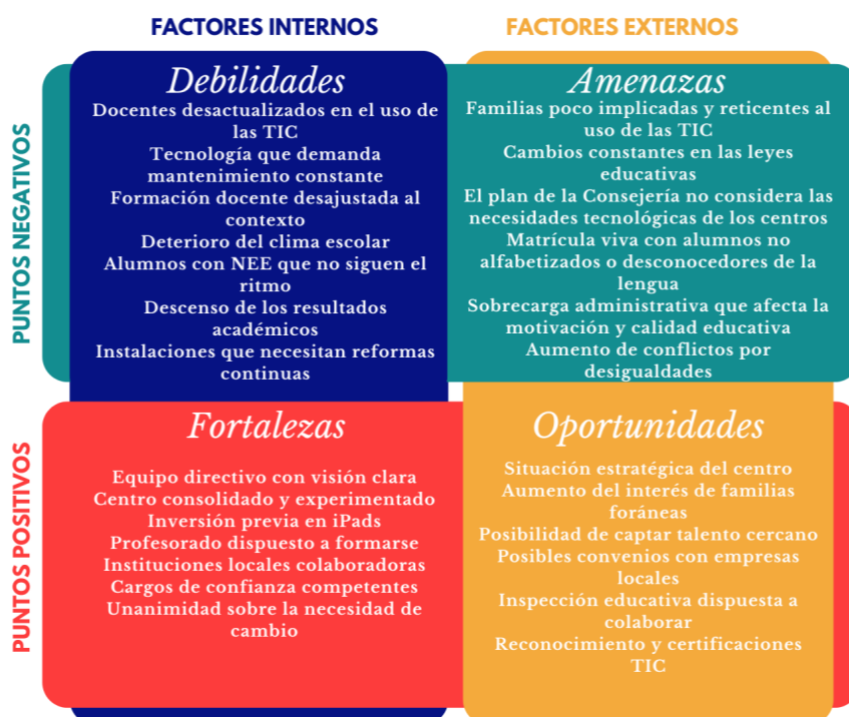 FACTORES INTERNOS
FACTORES EXTERNOS
PUNTOS NEGATIVOS
Debilidades
Docentes desactualizados en el uso de
las TIC
Tecnología que demanda
mantenimiento constante
Formación docente desajustada al
contexto
Deterioro del clima escolar
Alumnos con NEE que no siguen el
ritmo
Descenso de los resultados
académicos
Instalaciones que necesitan reformas
continuas
Amenazas
Familias poco implicadas y reticentes al
uso de las TIC
Cambios constantes en las leyes
educativas
El plan de la Consejería no considera las
necesidades tecnológicas de los centros
Matrícula viva con alumnos no
alfabetizados o desconocedores de la
lengua
Sobrecarga administrativa que afecta la
motivación y calidad educativa
Aumento de conflictos por
desigualdades
PUNTOS POSITIVOS
Fortalezas
Equipo directivo con visión clara
Centro consolidado y experimentado
Inversión previa en iPads
Profesorado dispuesto a formarse
Instituciones locales colaboradoras
Cargos de confianza competentes
Unanimidad sobre la necesidad de
cambio
Oportunidades
Situación estratégica del centro
Aumento del interés de familias
foráneas
Posibilidad de captar talento cercano
Posibles convenios con empresas
locales
Inspección educativa dispuesta a
colaborar
Reconocimiento y certificaciones
TIC